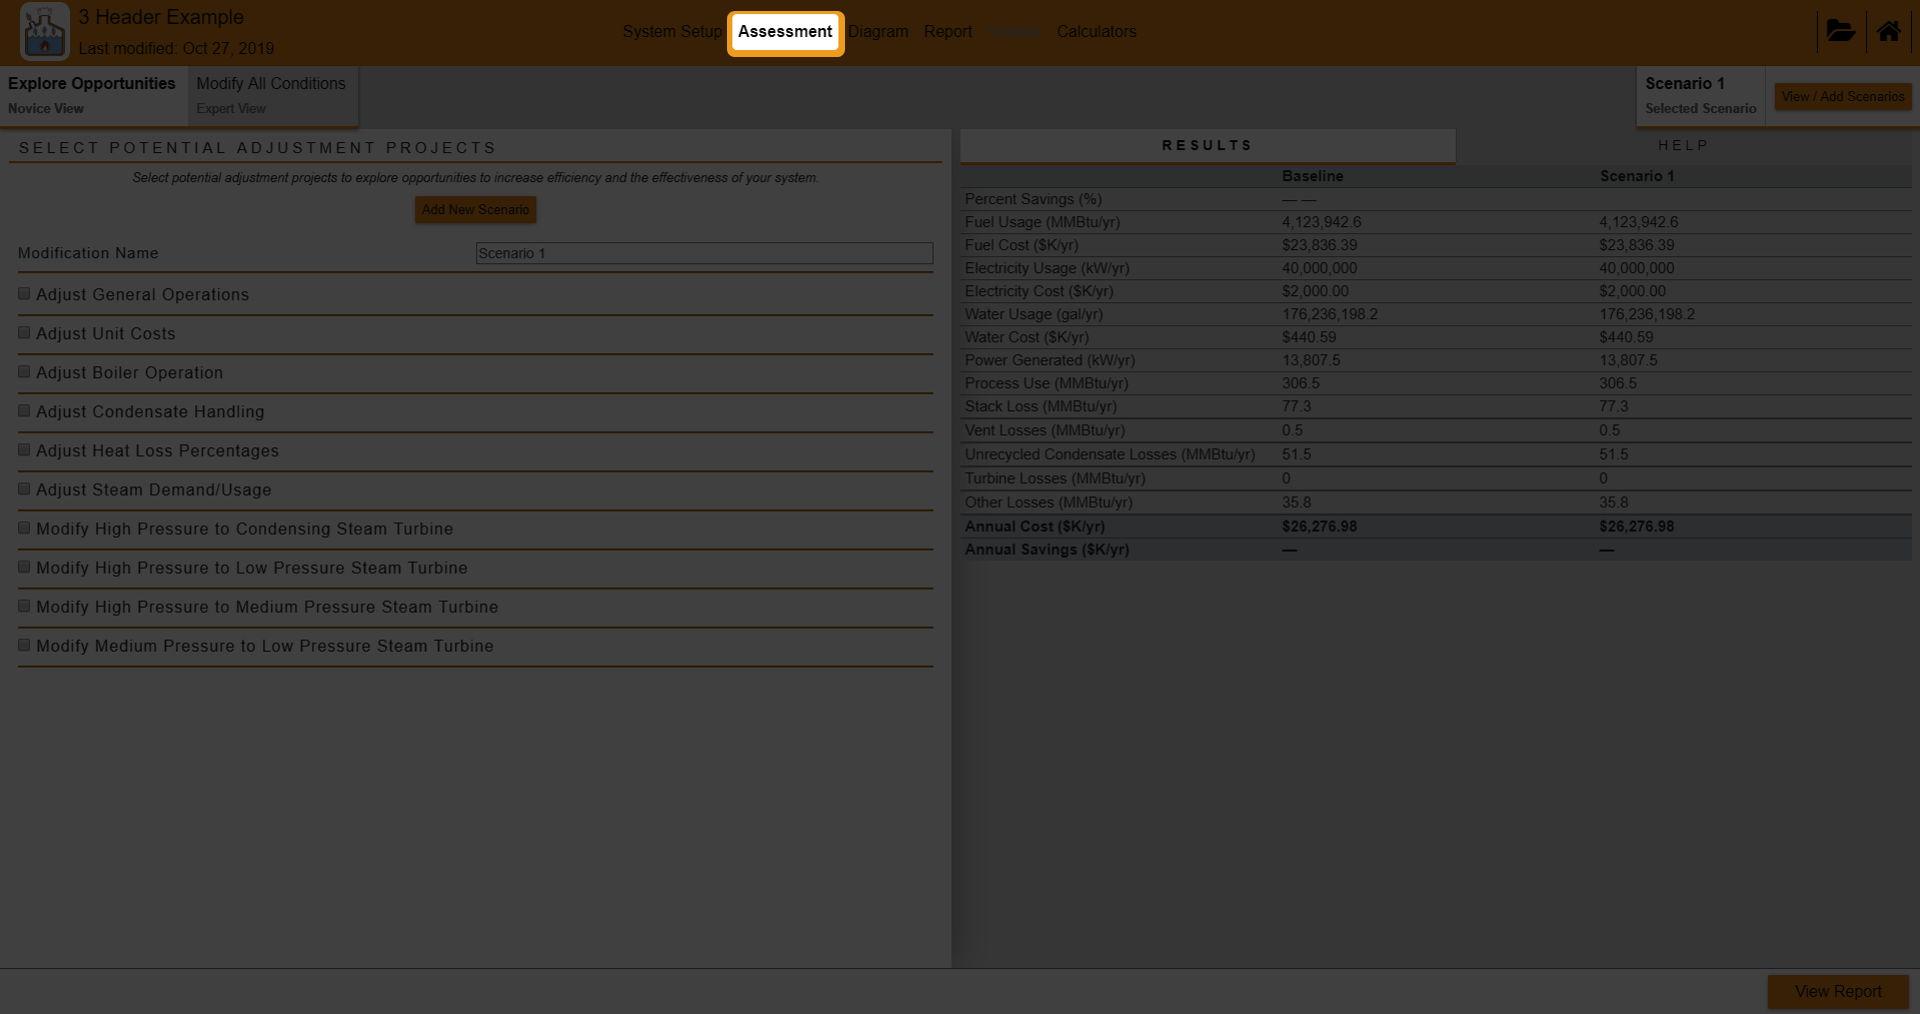 3 Header Example
Last modified: Oct 27, 2019
System Setup Assessment Diagram Report Calculators
Explore Opportunities
Novice View
Modify All Conditions
Expert View
Scenario 1
Selected Scenario
View / Add Scenarios
SELECT POTENTIAL ADJUSTMENT PROJECTS
Select potential adjustment projects to explore opportunities to increase efficiency and the effectiveness of your system.
Add New Scenario
Modification Name Scenario 1
Adjust General Operations
Adjust Unit Costs
Adjust Boiler Operation
Adjust Condensate Handling
Adjust Heat Loss Percentages
Adjust Steam Demand/Usage
Modify High Pressure to Condensing Steam Turbine
Modify High Pressure to Low Pressure Steam Turbine
Modify High Pressure to Medium Pressure Steam Turbine
Modify Medium Pressure to Low Pressure Steam Turbine
RESULTS HELP
Baseline Scenario 1
Percent Savings (%) — —
Fuel Usage (MMBtu/yr) 4,123,942.6 4,123,942.6
Fuel Cost ($K/yr) $23,836.39 $23,836.39
Electricity Usage (kW/yr) 40,000,000 40,000,000
Electricity Cost ($K/yr) $2,000.00 $2,000.00
Water Usage (gal/yr) 176,236,198.2 176,236,198.2
Water Cost ($K/yr) $440.59 $440.59
Power Generated (kW/yr) 13,807.5 13,807.5
Process Use (MMBtu/yr) 306.5 306.5
Stack Loss (MMBtu/yr) 77.3 77.3
Vent Losses (MMBtu/yr) 0.5 0.5
Unrecycled Condensate Losses (MMBtu/yr) 51.5 51.5
Turbine Losses (MMBtu/yr) 0 0
Other Losses (MMBtu/yr) 35.8 35.8
Annual Cost ($K/yr) $26,276.98 $26,276.98
Annual Savings ($K/yr) — —
View Report